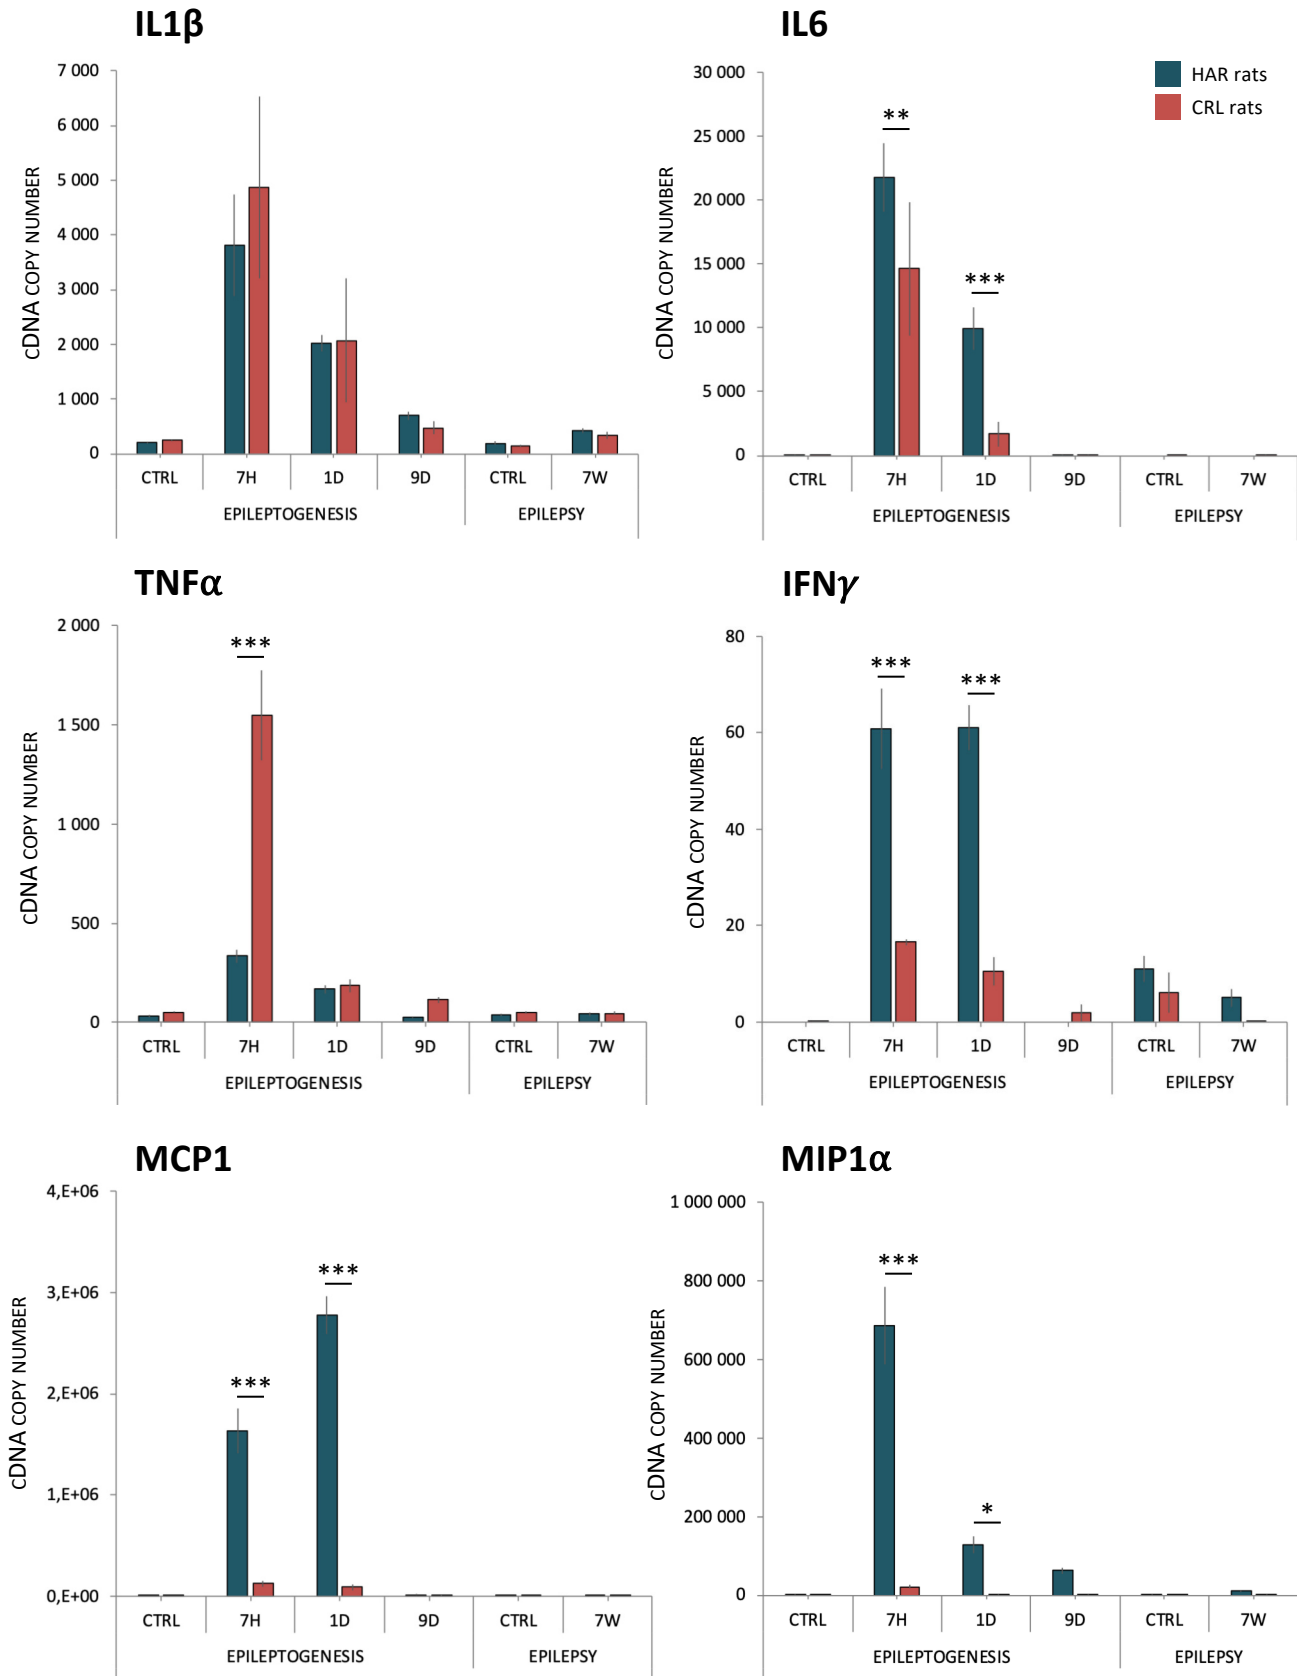 IL1β
7 000
6 000
5 000
4 000
3 000
2 000
1 000
0
cDNA COPY NUMBER
CTRL 7H 1D 9D CTRL 7W
EPILEPTOGENESIS EPILEPSY
IL6
HAR rats
CRL rats
30 000
25 000
20 000
15 000
10 000
5 000
0
cDNA COPY NUMBER
**
***
CTRL 7H 1D 9D CTRL 7W
EPILEPTOGENESIS EPILEPSY
TNFα
2 000
1 500
1 000
500
0
cDNA COPY NUMBER
***
CTRL 7H 1D 9D CTRL 7W
EPILEPTOGENESIS EPILEPSY
IFNγ
80
60
40
20
0
cDNA COPY NUMBER
***
***
CTRL 7H 1D 9D CTRL 7W
EPILEPTOGENESIS EPILEPSY
MCP1
4,E+06
3,E+06
2,E+06
1,E+06
0,E+00
cDNA COPY NUMBER
***
***
CTRL 7H 1D 9D CTRL 7W
EPILEPTOGENESIS EPILEPSY
MIP1α
1 000 000
800 000
600 000
400 000
200 000
0
cDNA COPY NUMBER
***
*
CTRL 7H 1D 9D CTRL 7W
EPILEPTOGENESIS EPILEPSY